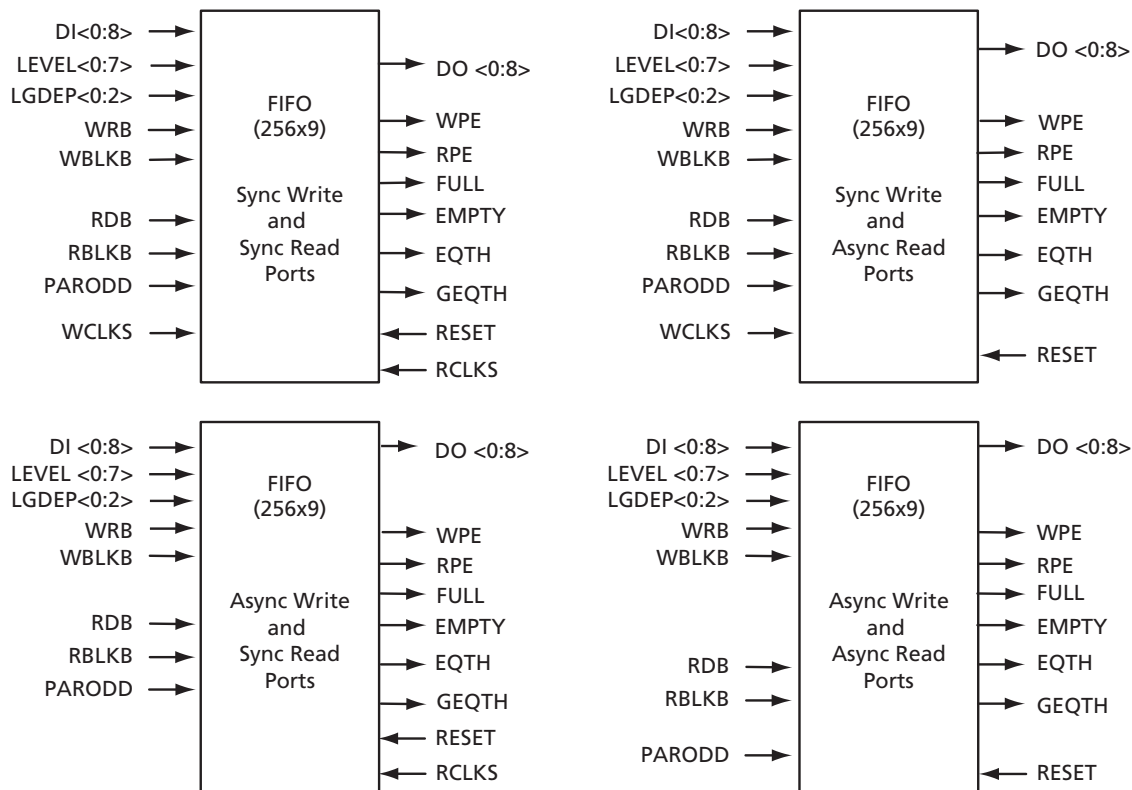 DI<0:8>
LEVEL<0:7>
LGDEP<0:2>
WRB
WBLKB
RDB
RBLKB
PARODD
WCLKS
FIFO
(256x9)
Sync Write
and
Sync Read
Ports
DO <0:8>
WPE
RPE
FULL
EMPTY
EQTH
GEQTH
RESET
RCLKS
DI<0:8>
LEVEL<0:7>
LGDEP<0:2>
WRB
WBLKB
RDB
RBLKB
PARODD
WCLKS
FIFO
(256x9)
Sync Write
and
Async Read
Ports
DO <0:8>
WPE
RPE
FULL
EMPTY
EQTH
GEQTH
RESET
DI <0:8>
LEVEL <0:7>
LGDEP<0:2>
WRB
WBLKB
RDB
RBLKB
PARODD
FIFO
(256x9)
Async Write
and
Sync Read
Ports
DO <0:8>
WPE
RPE
FULL
EMPTY
EQTH
GEQTH
RESET
RCLKS
DI <0:8>
LEVEL <0:7>
LGDEP<0:2>
WRB
WBLKB
RDB
RBLKB
PARODD
FIFO
(256x9)
Async Write
and
Async Read
Ports
DO <0:8>
WPE
RPE
FULL
EMPTY
EQTH
GEQTH
RESET